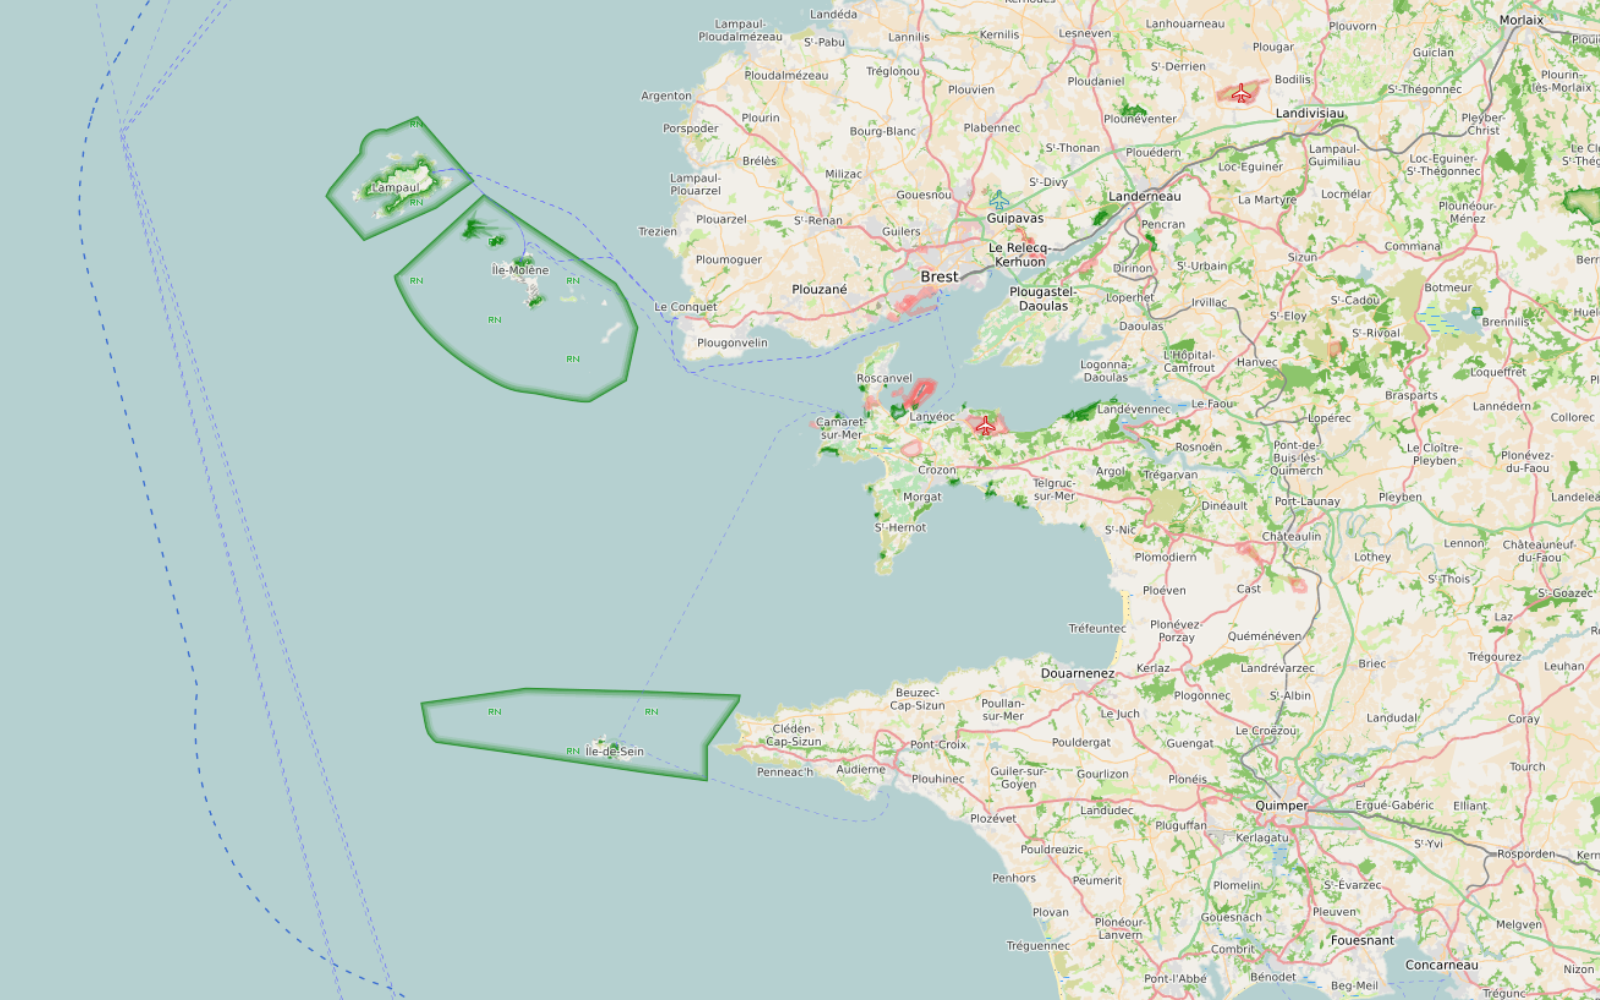 Landéda
Kernoues
Lampaul-
Ploudalmézeau
Sᵗ-Pabu
Lannilis
Kernilis
Lesneven
Lanhouarneau
Plouvorn
Morlaix
Plougar
Guiclan
Ploudalmézeau
Tréglonou
Plouvien
Ploudaniel
Sᵗ-Derrien
Bodilis
Sᵗ-Thégonnec
Plourin-
lès-Morlaix
Argenton
Plourin
Porspoder
Bourg-Blanc
Plabennec
Plounéventer
Landivisiau
Pleyber-
Christ
Brélès
Milizac
Sᵗ-Thonan
Plouédern
Loc-Eguiner
Lampaul-
Guimiliau
Loc-Eguiner-
Sᵗ-Thégonnec
Lampaul-
Plouarzel
Gouesnou
Sᵗ-Divy
Landerneau
La Martyre
Locmélar
Plouarzel
Sᵗ-Renan
Guipavas
Plounéour-
Ménez
Trezien
Guilers
Pencran
Commana
Ploumoguer
Le Relecq-
Kerhuon
Dirinon
Sᵗ-Urbain
Sizun
Brest
Plouzané
Plougastel-
Daoulas
Lopernet
Irvillac
Sᵗ-Cadou
Botmeur
Le Conquet
Sᵗ-Eloy
Brennilis
Plougonvelin
Daoulas
Sᵗ-Rivoal
Logonna-
Daoulas
L'Hôpital-
Camfrout
Hanvec
Loqueffret
Roscanvel
Brasparts
Lannédern
Lanvéoc
Landévennec
Le Faou
Lopérec
Collorec
Camaret-
sur-Mer
Rosnoën
Pont-de-
Buis-lès-
Quimerch
Le Cloître-
Pleyben
Plonévez-
du-Faou
Crozon
Telgruc-
sur-Mer
Argol
Trégarvan
Morgat
Dinéault
Port-Launay
Pleyben
Sᵗ-Hernot
Sᵗ-Nic
Châteaulin
Lennon
Châteauneuf-
du-Faou
Plomodiern
Lothey
Ploéven
Cast
Sᵗ-Thois
Sᵗ-Goazec
Laz
Tréfeuntec
Plonévez-
Porzay
Quéménéven
Trégourez
Leuhan
Douarnenez
Kerlaz
Landrévarzec
Briec
Beuzec-
Cap-Sizun
Poullan-
sur-Mer
Plogonnec
Sᵗ-Albin
Le Juch
Landudal
Coray
Cléden-
Cap-Sizun
Pont-Croix
Pouldergat
Guengat
Le Croëzou
Penneac'h
Audierne
Plouhinec
Guiler-sur-
Goyen
Gourlizon
Plonéis
Tourch
Plozévet
Landudec
Quimper
Ergué-Gabéric
Elliant
Pluguffan
Kerlagatu
Pouldreuzic
Sᵗ-Yvi
Rosporden
Penhors
Peumerit
Plomelin
Sᵗ-Évarzec
Plovan
Plonéour-
Lanvern
Gouesnach
Pleuven
Melgven
Tréguennec
Combrit
Fouesnant
Concarneau
Nizon
Pont-l'Abbé
Bénodet
Beg-Meil
Trégunc
RN
Lampaul
RN
Île-Molène
RN
RN
RN
RN
RN
RN
RN
Île-de-Sein